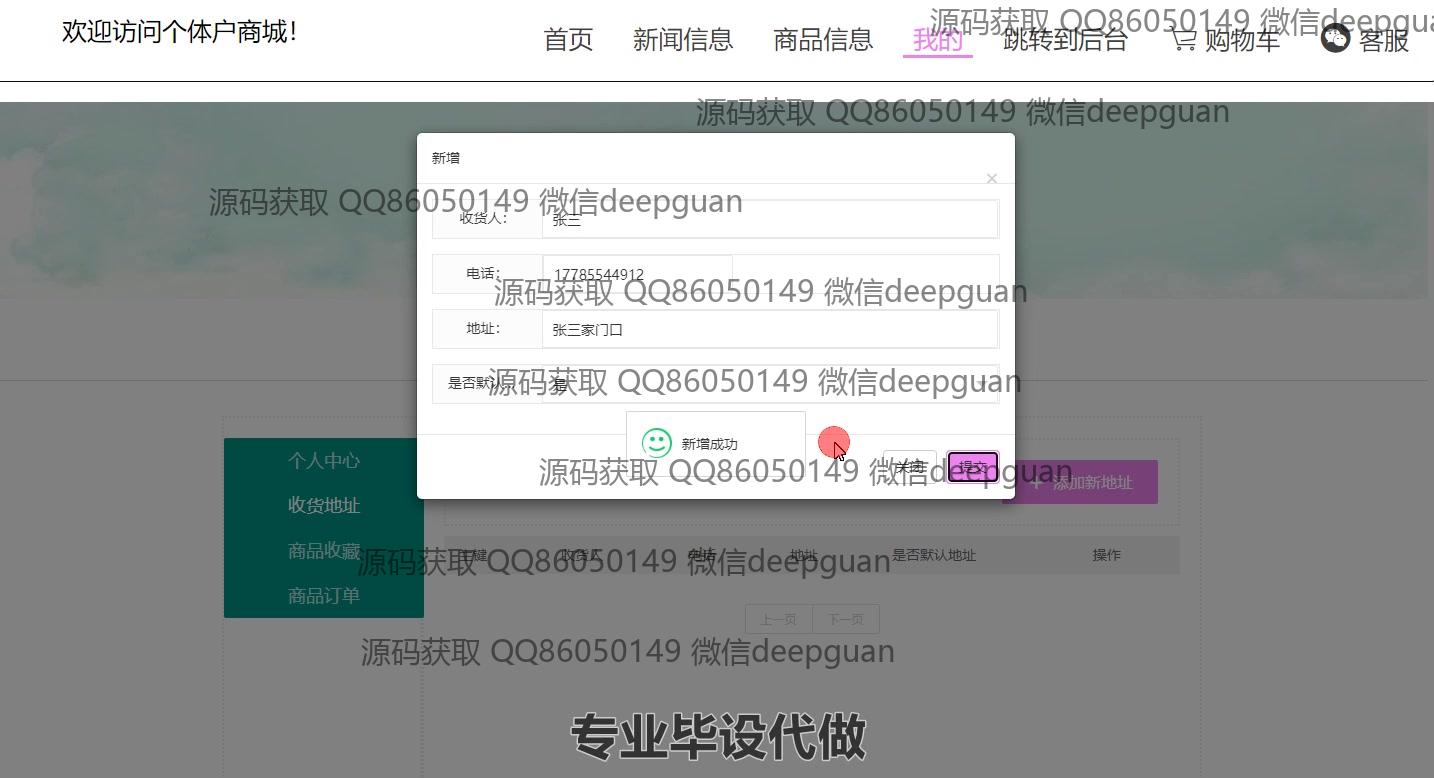 欢迎访问个体户商城！
首页 新闻信息 商品信息 我的 跳转到后台 购物车 客服
源码获取 QQ86050149 微信deepgua
源码获取 QQ86050149 微信deepguan
新增
×
源码获取 QQ86050149 微信deepguan
收货人： 张三
电话： 17785544912
源码获取 QQ86050149 微信deepguan
地址： 张三家门口
是否默认 是
源码获取 QQ86050149 微信deepguan
新增成功
关闭 提交
源码获取 QQ86050149 微信deepguan
+ 添加新地址
个人中心
收货地址
商品收藏
商品订单
主键 收货人 电话 地址 是否默认地址 操作
源码获取 QQ86050149 微信deepguan
上一页 下一页
源码获取 QQ86050149 微信deepguan
专业毕设代做